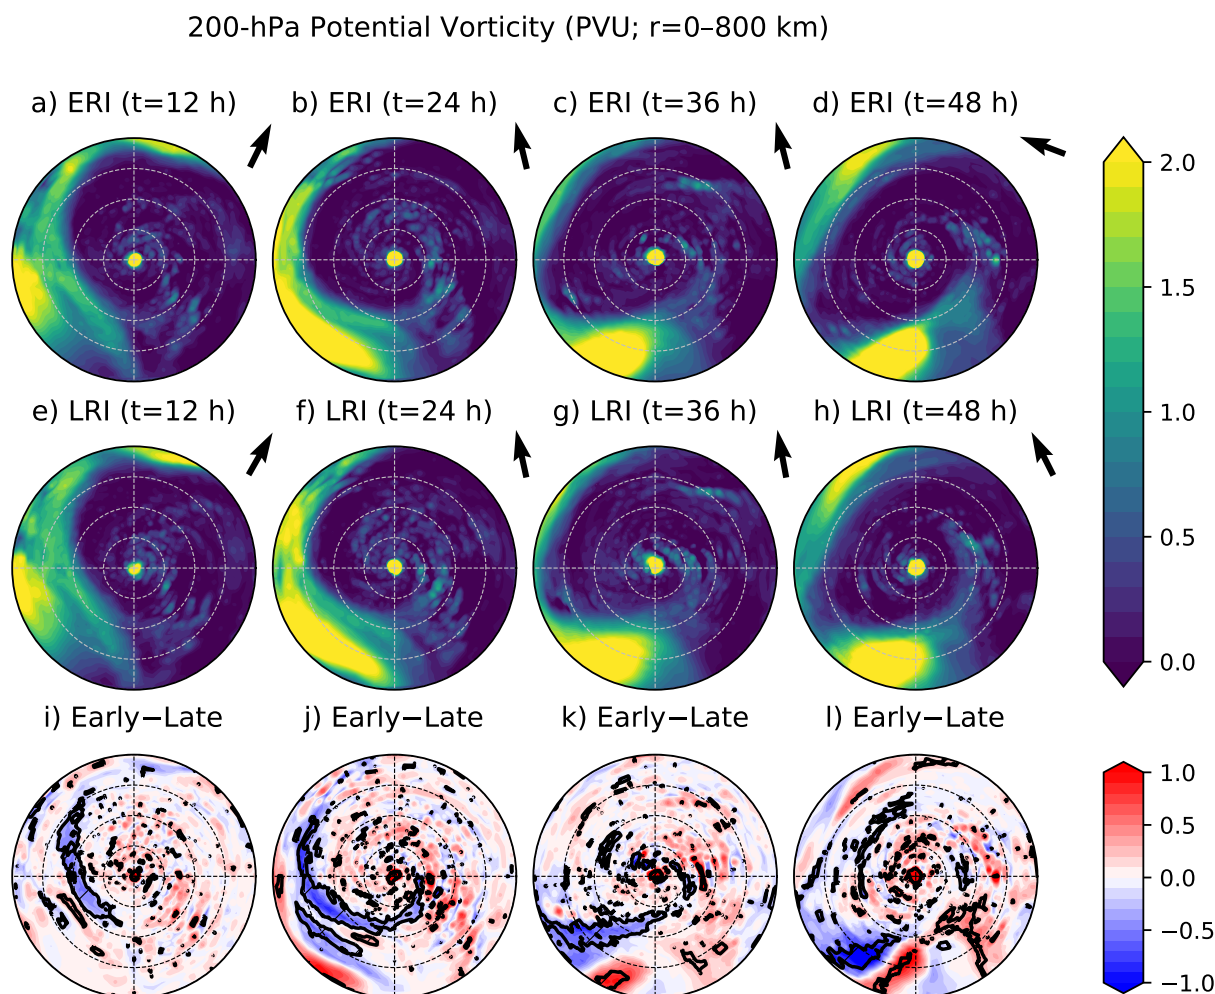 200-hPa Potential Vorticity (PVU; r=0–800 km)
a) ERI (t=12 h)
b) ERI (t=24 h)
c) ERI (t=36 h)
d) ERI (t=48 h)
2.0
1.5
1.0
0.5
0.0
e) LRI (t=12 h)
f) LRI (t=24 h)
g) LRI (t=36 h)
h) LRI (t=48 h)
i) Early−Late
j) Early−Late
k) Early−Late
l) Early−Late
1.0
0.5
0.0
−0.5
−1.0